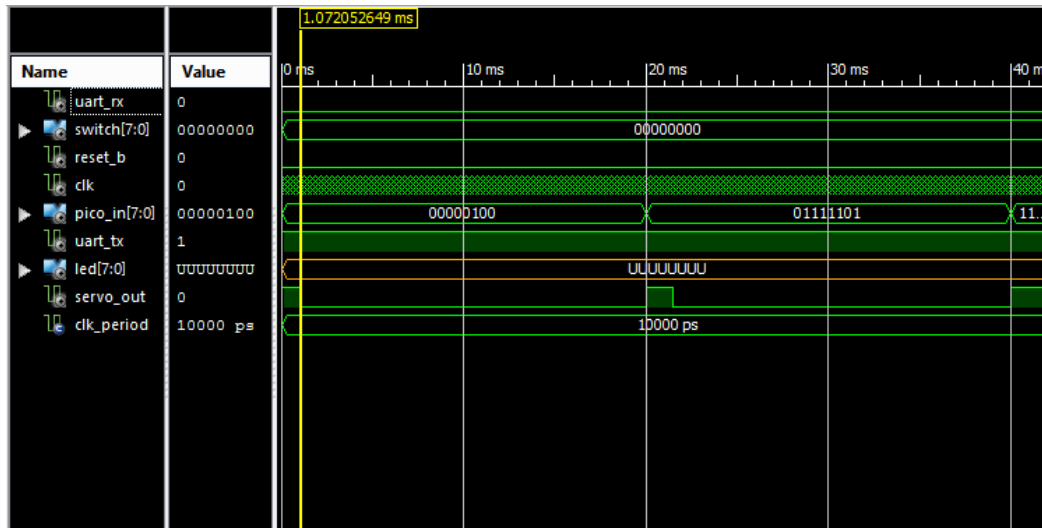 1.072052649 ms
Name Value 0 ms 10 ms 20 ms 30 ms 40 m
uart_rx 0
switch[7:0] 00000000 00000000
reset_b 0
clk 0
pico_in[7:0] 00000100 00000100 01111101 11...
uart_tx 1
led[7:0] UUUUUUUU UUUUUUUU
servo_out 0
clk_period 10000 ps 10000 ps